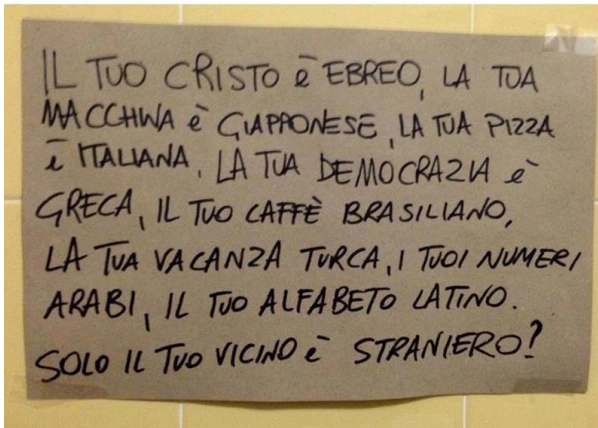 IL TUO CRISTO è EBREO, LA TUA
MACCHINA è GIAPPONESE, LA TUA PIZZA
è ITALIANA, LA TUA DEMOCRAZIA è
GRECA, IL TUO CAFFÈ BRASILIANO,
LA TUA VACANZA TURCA, I TUOI NUMERI
ARABI, IL TUO ALFABETO LATINO.
SOLO IL TUO VICINO è STRANIERO?